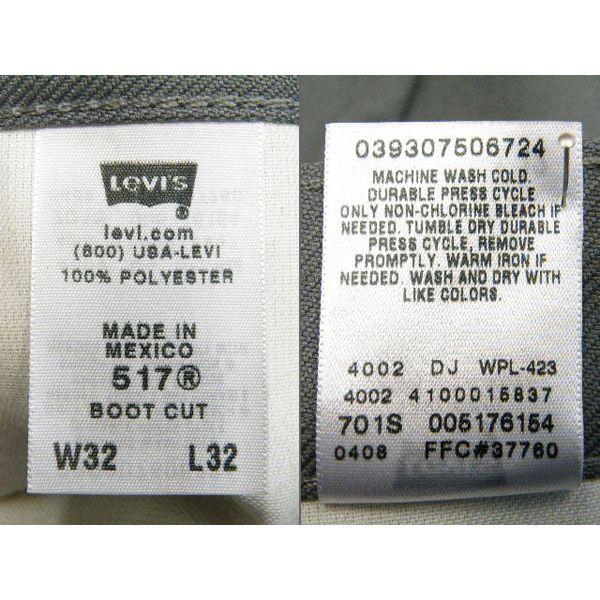 LEVI'S
®
levi.com
(800) USA-LEVI
100% POLYESTER
MADE IN
MEXICO
517®
BOOT CUT
W32 L32
039307506724
MACHINE WASH COLD.
DURABLE PRESS CYCLE
ONLY NON-CHLORINE BLEACH IF
NEEDED. TUMBLE DRY DURABLE
PRESS CYCLE, REMOVE
PROMPTLY. WARM IRON IF
NEEDED. WASH AND DRY WITH
LIKE COLORS.
4002 DJ WPL-423
4002 4100015837
701S 005176154
0408 FFC#37760